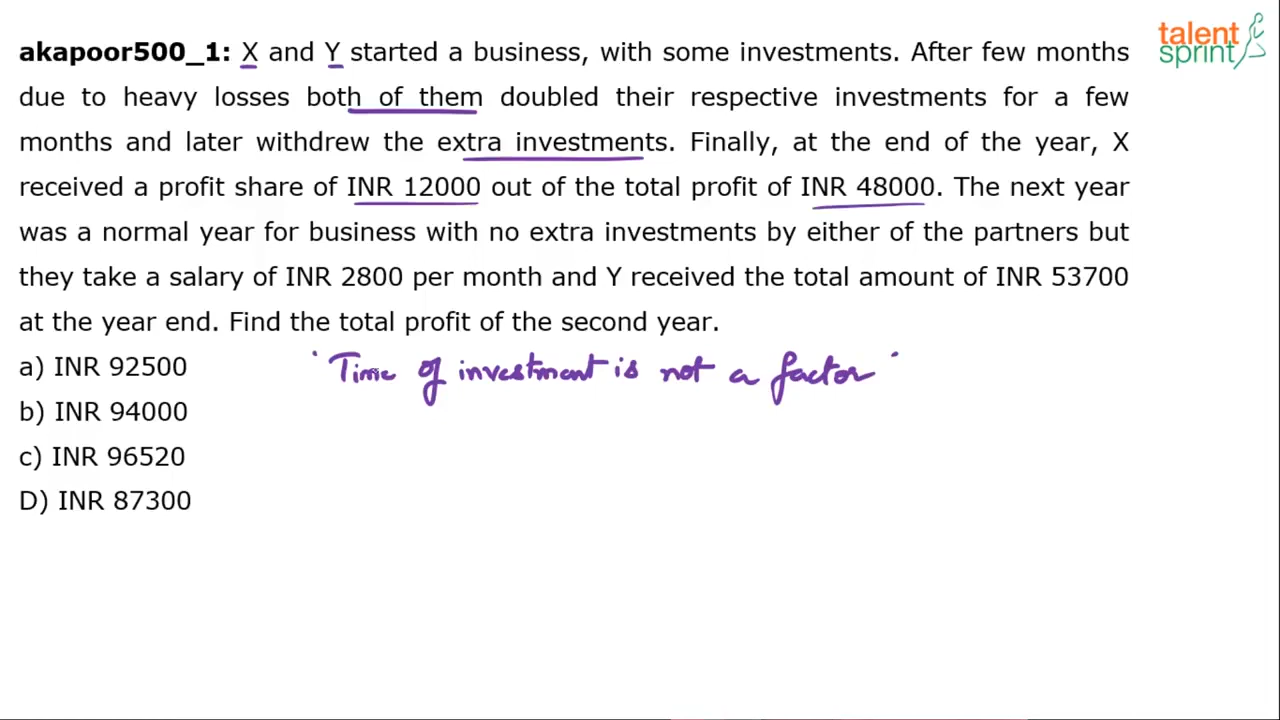 talent
sprint
akapoor500_1: X and Y started a business, with some investments. After few months
due to heavy losses both of them doubled their respective investments for a few
months and later withdrew the extra investments. Finally, at the end of the year, X
received a profit share of INR 12000 out of the total profit of INR 48000. The next year
was a normal year for business with no extra investments by either of the partners but
they take a salary of INR 2800 per month and Y received the total amount of INR 53700
at the year end. Find the total profit of the second year.
a) INR 92500
' Time of investment is not a factor '
b) INR 94000
c) INR 96520
D) INR 87300